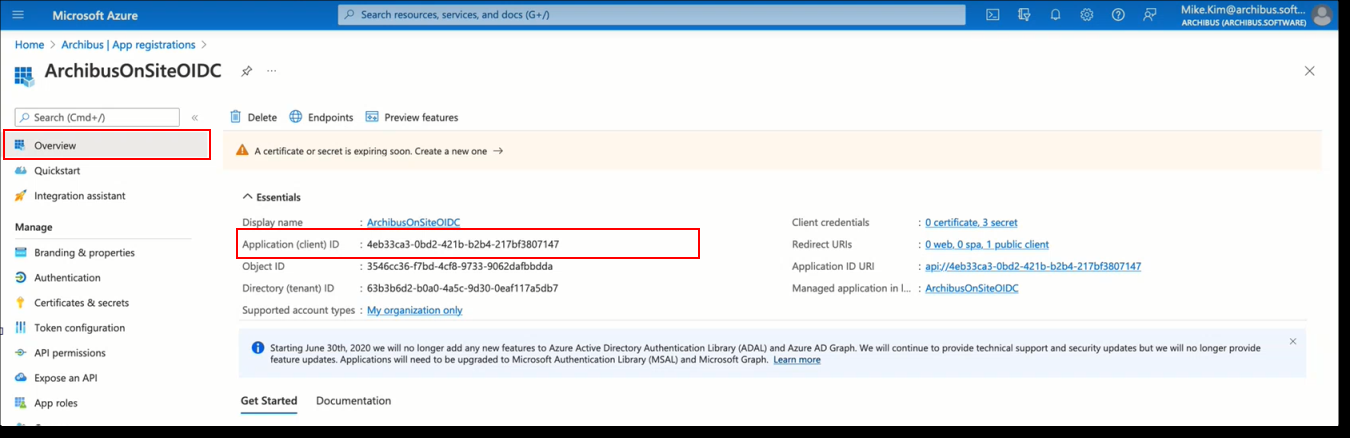 Microsoft Azure
Search resources, services, and docs (G+/)
Mike.Kim@archibus.soft...
ARCHIBUS (ARCHIBUS.SOFTWARE)
Home > Archibus | App registrations >
ArchibusOnSiteOIDC
...
Search (Cmd+/)
«
Overview
Quickstart
Integration assistant
Manage
Branding & properties
Authentication
Certificates & secrets
Token configuration
API permissions
Expose an API
App roles
Delete
Endpoints
Preview features
A certificate or secret is expiring soon. Create a new one →
Essentials
Display name : ArchibusOnSiteOIDC
Application (client) ID : 4eb33ca3-0bd2-421b-b2b4-217bf3807147
Object ID : 3546cc36-f7bd-4cf8-9733-9062dafbbdda
Directory (tenant) ID : 63b3b6d2-b0a0-4a5c-9d30-0eaf117a5db7
Supported account types : My organization only
Client credentials : 0 certificate, 3 secret
Redirect URIs : 0 web, 0 spa, 1 public client
Application ID URI : api://4eb33ca3-0bd2-421b-b2b4-217bf3807147
Managed application in l... : ArchibusOnSiteOIDC
Starting June 30th, 2020 we will no longer add any new features to Azure Active Directory Authentication Library (ADAL) and Azure AD Graph. We will continue to provide technical support and security updates but we will no longer provide
feature updates. Applications will need to be upgraded to Microsoft Authentication Library (MSAL) and Microsoft Graph. Learn more
Get Started
Documentation